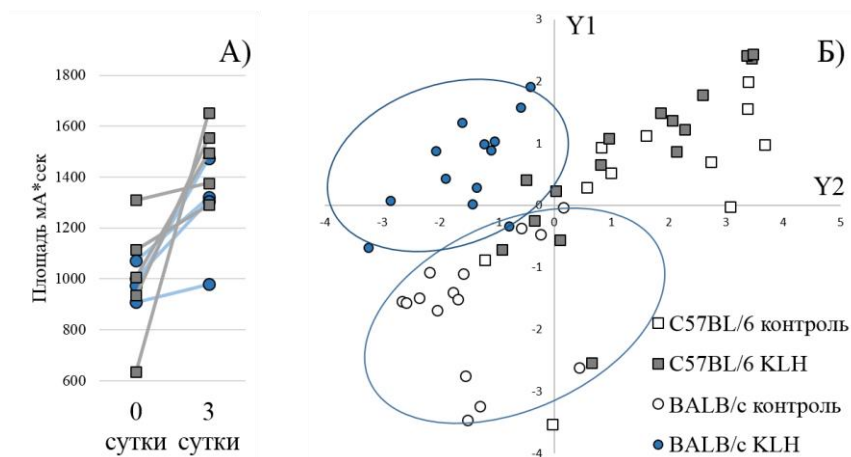 А)
Площадь мА*сек
1800
1600
1400
1200
1000
800
600
0
сутки
3
сутки
Б)
Y1
Y2
3
2
1
0
-1
-2
-3
-4
-4
-3
-2
-1
0
1
2
3
4
5
C57BL/6 контроль
C57BL/6 KLH
BALB/c контроль
BALB/c KLH